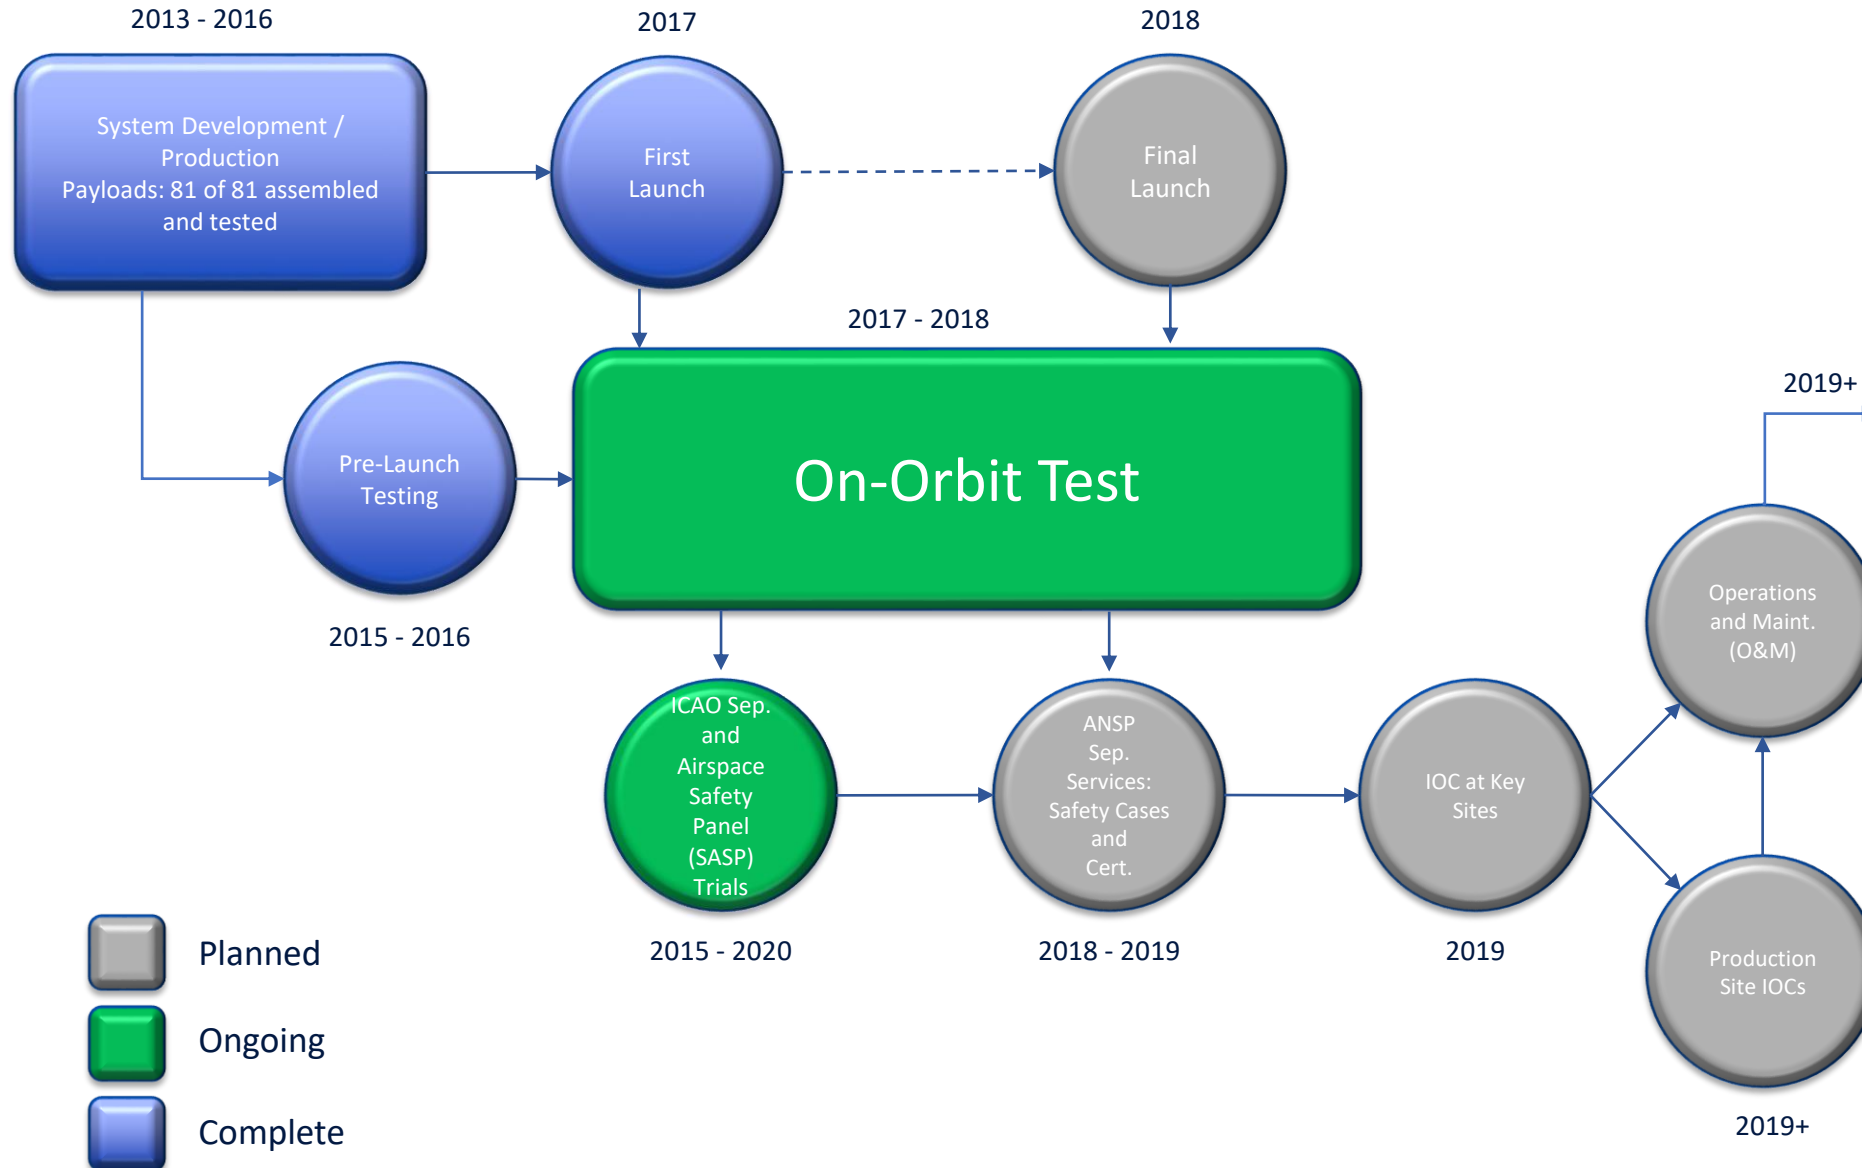 2013 - 2016
2017
2018
System Development /
Production
Payloads: 81 of 81 assembled
and tested
First
Launch
Final
Launch
2017 - 2018
On-Orbit Test
Pre-Launch
Testing
2015 - 2016
2019+
Operations
and Maint.
(O&M)
ICAO Sep.
and
Airspace
Safety
Panel
(SASP)
Trials
2015 - 2020
ANSP
Sep.
Services:
Safety Cases
and
Cert.
2018 - 2019
IOC at Key
Sites
2019
Production
Site IOCs
2019+
Planned
Ongoing
Complete